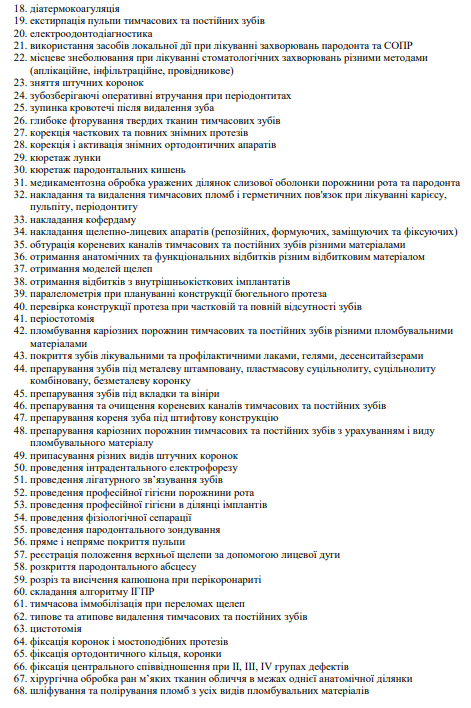 18. діатермокоагуляція
19. екстирпація пульпи тимчасових та постійних зубів
20. електроодонтодіагностика
21. використання засобів локальної дії при лікуванні захворювань пародонта та СОПР
22. місцеве знеболювання при лікуванні стоматологічних захворювань різними методами
(аплікаційне, інфільтраційне, провідникове)
23. зняття штучних коронок
24. зубозберігаючі оперативні втручання при періодонтитах
25. зупинка кровотечі після видалення зуба
26. глибоке фторування твердих тканин тимчасових зубів
27. корекція часткових та повних знімних протезів
28. корекція і активація знімних ортодонтичних апаратів
29. кюретаж лунки
30. кюретаж пародонтальних кишень
31. медикаментозна обробка уражених ділянок слизової оболонки порожнини рота та пародонта
32. накладання та видалення тимчасових пломб і герметичних пов'язок при лікуванні карієсу,
пульпіту, періодонтиту
33. накладання кофердаму
34. накладання щелепно-лицевих апаратів (репозійних, формуючих, заміщуючих та фіксуючих)
35. обтурація кореневих каналів тимчасових та постійних зубів різними матеріалами
36. отримання анатомічних та функціональних відбитків різним відбитковим матеріалом
37. отримання моделей щелеп
38. отримання відбитків з внутрішньокісткових імплантатів
39. паралелометрія при плануванні конструкції бюгельного протеза
40. перевірка конструкції протеза при частковій та повній відсутності зубів
41. періостотомія
42. пломбування каріозних порожнин тимчасових та постійних зубів різними пломбувальними
матеріалами
43. покриття зубів лікувальними та профілактичними лаками, гелями, десенситайзерами
44. препарування зубів під металеву штамповану, пластмасову суцільнолиту, суцільнолиту
комбіновану, безметалеву коронку
45. препарування зубів під вкладки та вініри
46. препарування та очищення кореневих каналів тимчасових та постійних зубів
47. препарування кореня зуба під штифтову конструкцію
48. препарування каріозних порожнин тимчасових та постійних зубів з урахуванням і виду
пломбувального матеріалу
49. припасування різних видів штучних коронок
50. проведення інтрадентального електрофорезу
51. проведення лігатурного зв’язування зубів
52. проведення професійної гігієни порожнини рота
53. проведення професійної гігієни в ділянці імплантів
54. проведення фізіологічної сепарації
55. проведення пародонтального зондування
56. пряме і непряме покриття пульпи
57. реєстрація положення верхньої щелепи за допомогою лицевої дуги
58. розкриття пародонтального абсцесу
59. розріз та висічення капюшона при перікоронариті
60. складання алгоритму ІГПР
61. тимчасова іммобілізація при переломах щелеп
62. типове та атипове видалення тимчасових та постійних зубів
63. цистотомія
64. фіксація коронок і мостоподібних протезів
65. фіксація ортодонтичного кільця, коронки
66. фіксація центрального співвідношення при II, III, IV групах дефектів
67. хірургічна обробка ран м’яких тканин обличчя в межах однієї анатомічної ділянки
68. шліфування та полірування пломб з усіх видів пломбувальних матеріалів